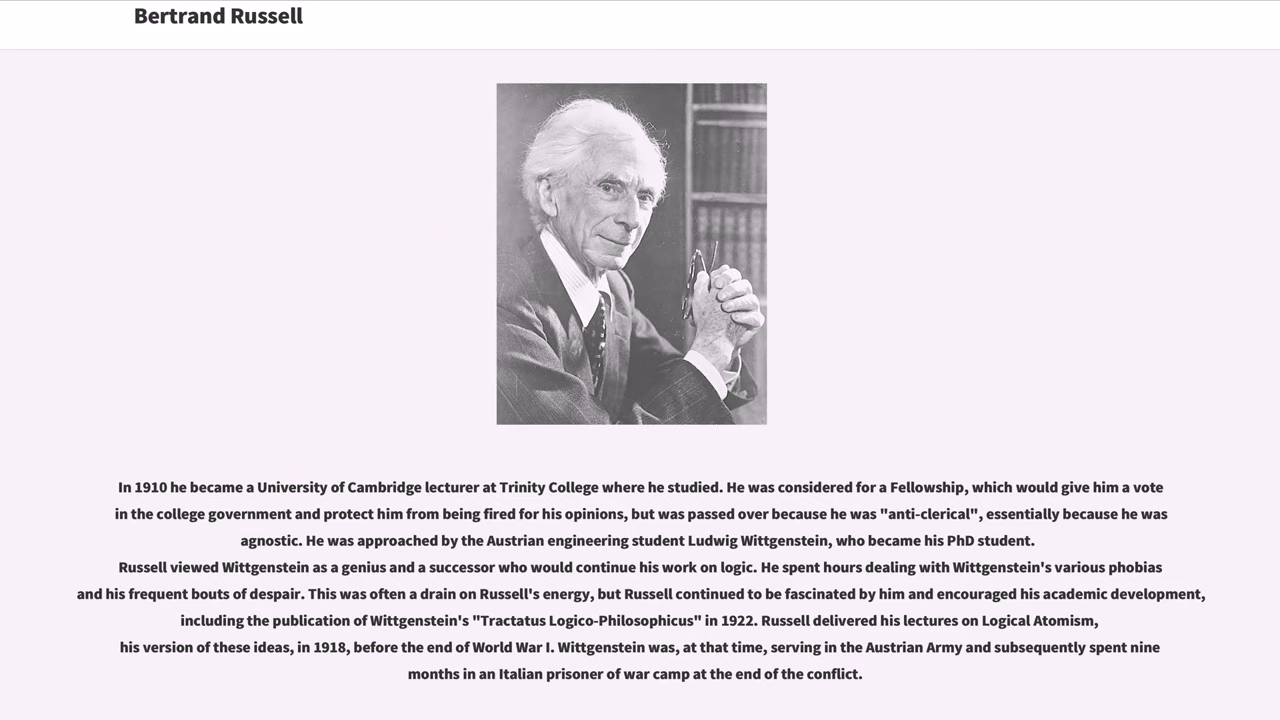 Bertrand Russell
In 1910 he became a University of Cambridge lecturer at Trinity College where he studied. He was considered for a Fellowship, which would give him a vote
in the college government and protect him from being fired for his opinions, but was passed over because he was "anti-clerical", essentially because he was
agnostic. He was approached by the Austrian engineering student Ludwig Wittgenstein, who became his PhD student.
Russell viewed Wittgenstein as a genius and a successor who would continue his work on logic. He spent hours dealing with Wittgenstein's various phobias
and his frequent bouts of despair. This was often a drain on Russell's energy, but Russell continued to be fascinated by him and encouraged his academic development,
including the publication of Wittgenstein's "Tractatus Logico-Philosophicus" in 1922. Russell delivered his lectures on Logical Atomism,
his version of these ideas, in 1918, before the end of World War I. Wittgenstein was, at that time, serving in the Austrian Army and subsequently spent nine
months in an Italian prisoner of war camp at the end of the conflict.